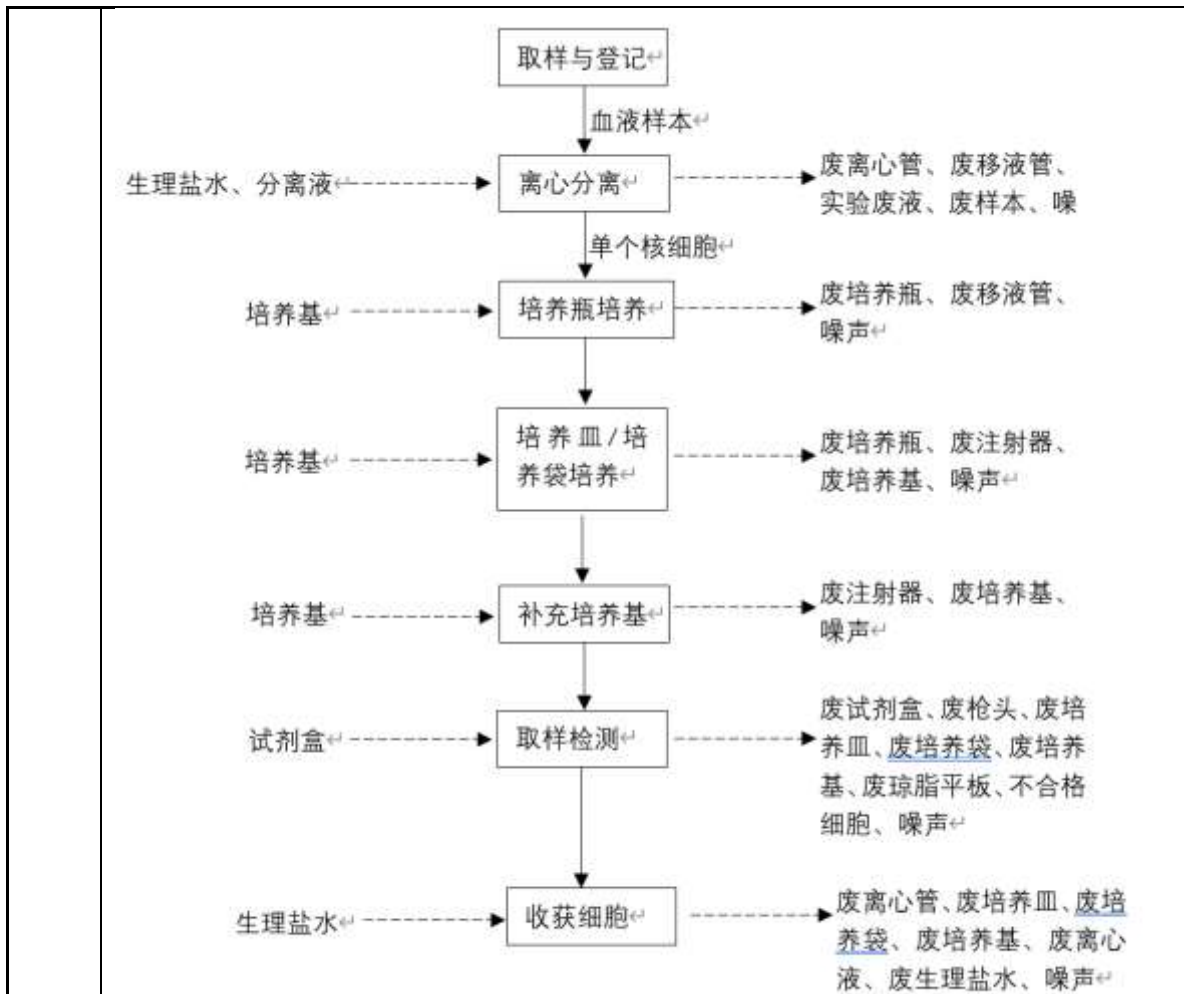 取样与登记
血液样本
生理盐水、分离液
离心分离
废离心管、废移液管、
实验废液、废样本、噪
单个核细胞
培养基
培养瓶培养
废培养瓶、废移液管、
噪声
培养基
培养皿/培
养袋培养
废培养瓶、废注射器、
废培养基、噪声
培养基
补充培养基
废注射器、废培养基、
噪声
试剂盒
取样检测
废试剂盒、废枪头、废培
养皿、废培养袋、废培养
基、废琼脂平板、不合格
细胞、噪声
生理盐水
收获细胞
废离心管、废培养皿、废培
养袋、废培养基、废离心
液、废生理盐水、噪声